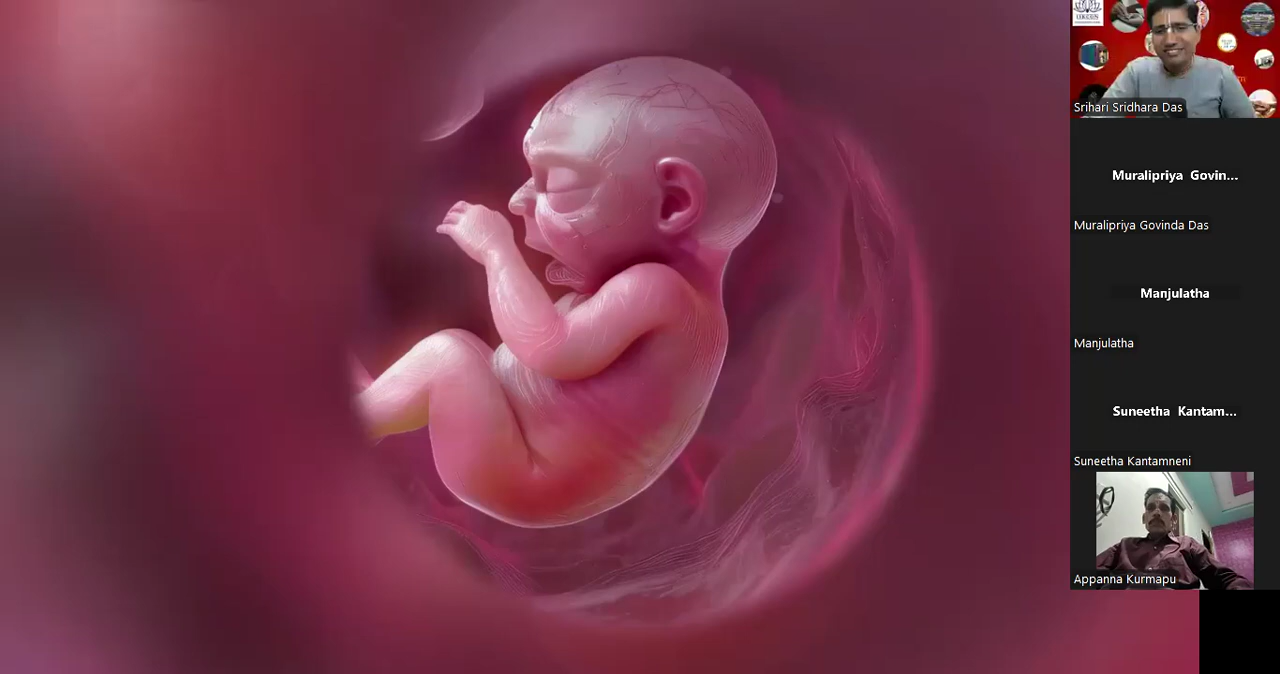 Srihari Sridhara Das
Muralipriya Govin...
Muralipriya Govinda Das
Manjulatha
Manjulatha
Suneetha Kantam...
Suneetha Kantamneni
Appanna Kurmapu